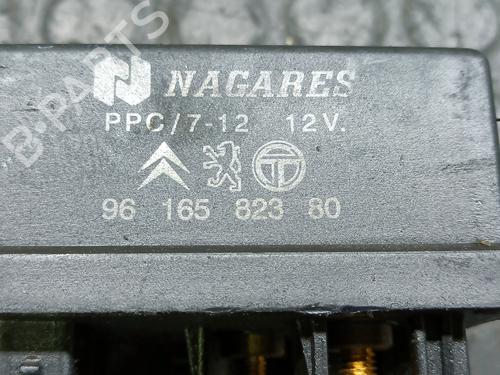 NAGARES
PPC/7-12 12V.
96 165 823 80
B-PARTS